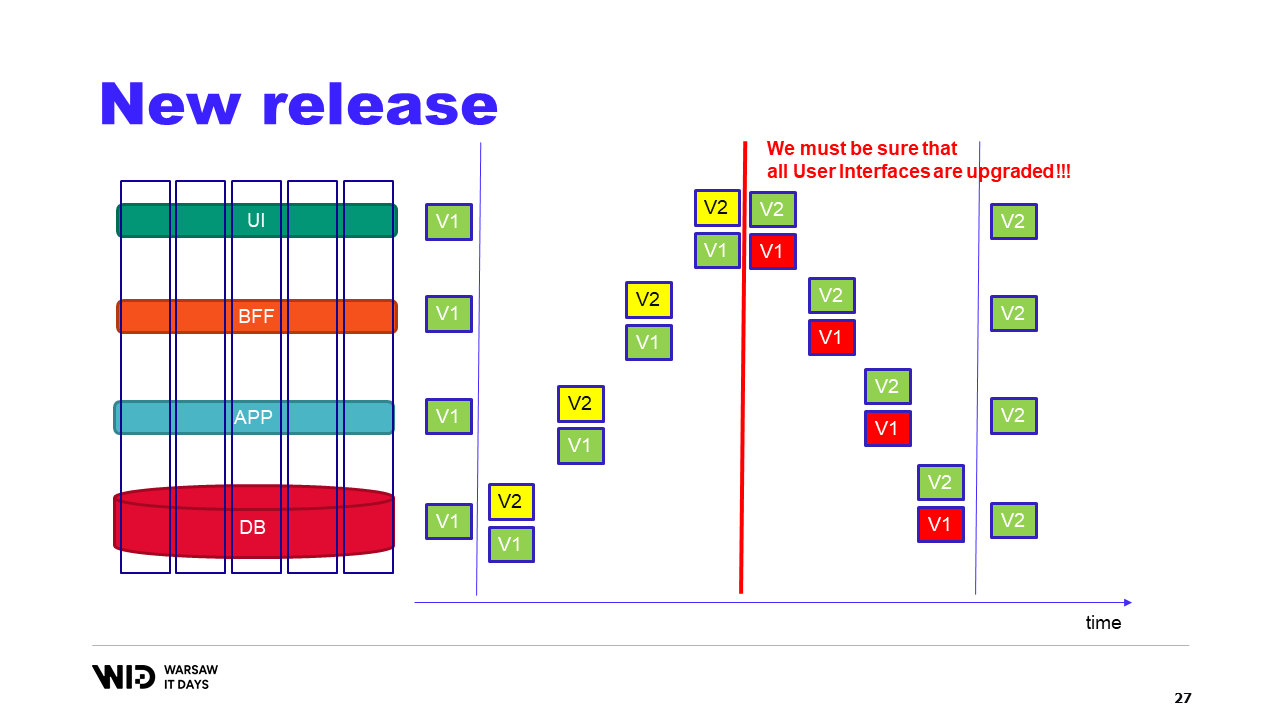 New release
We must be sure that
all User Interfaces are upgraded!!!
UI
V1
V2
V2
V1
V1
V2
BFF
V1
V2
V1
V2
V1
V2
APP
V1
V2
V1
V2
V1
V2
DB
V1
V2
V1
V2
V1
V2
time
WID WARSAW
IT DAYS
27